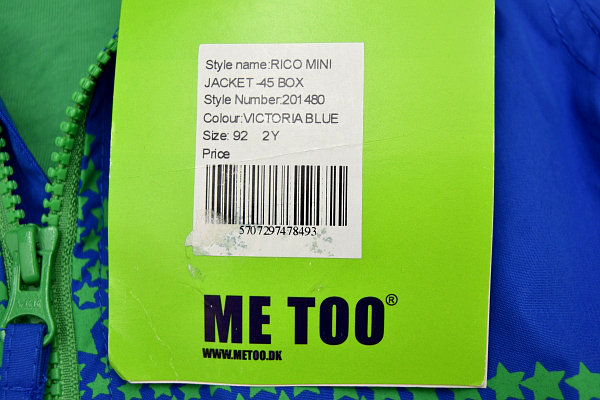 Style name:RICO MINI
JACKET -45 BOX
Style Number:201480
Colour:VICTORIA BLUE
Size: 92 2Y
Price
5707297478493
ME TOO®
WWW.METOO.DK